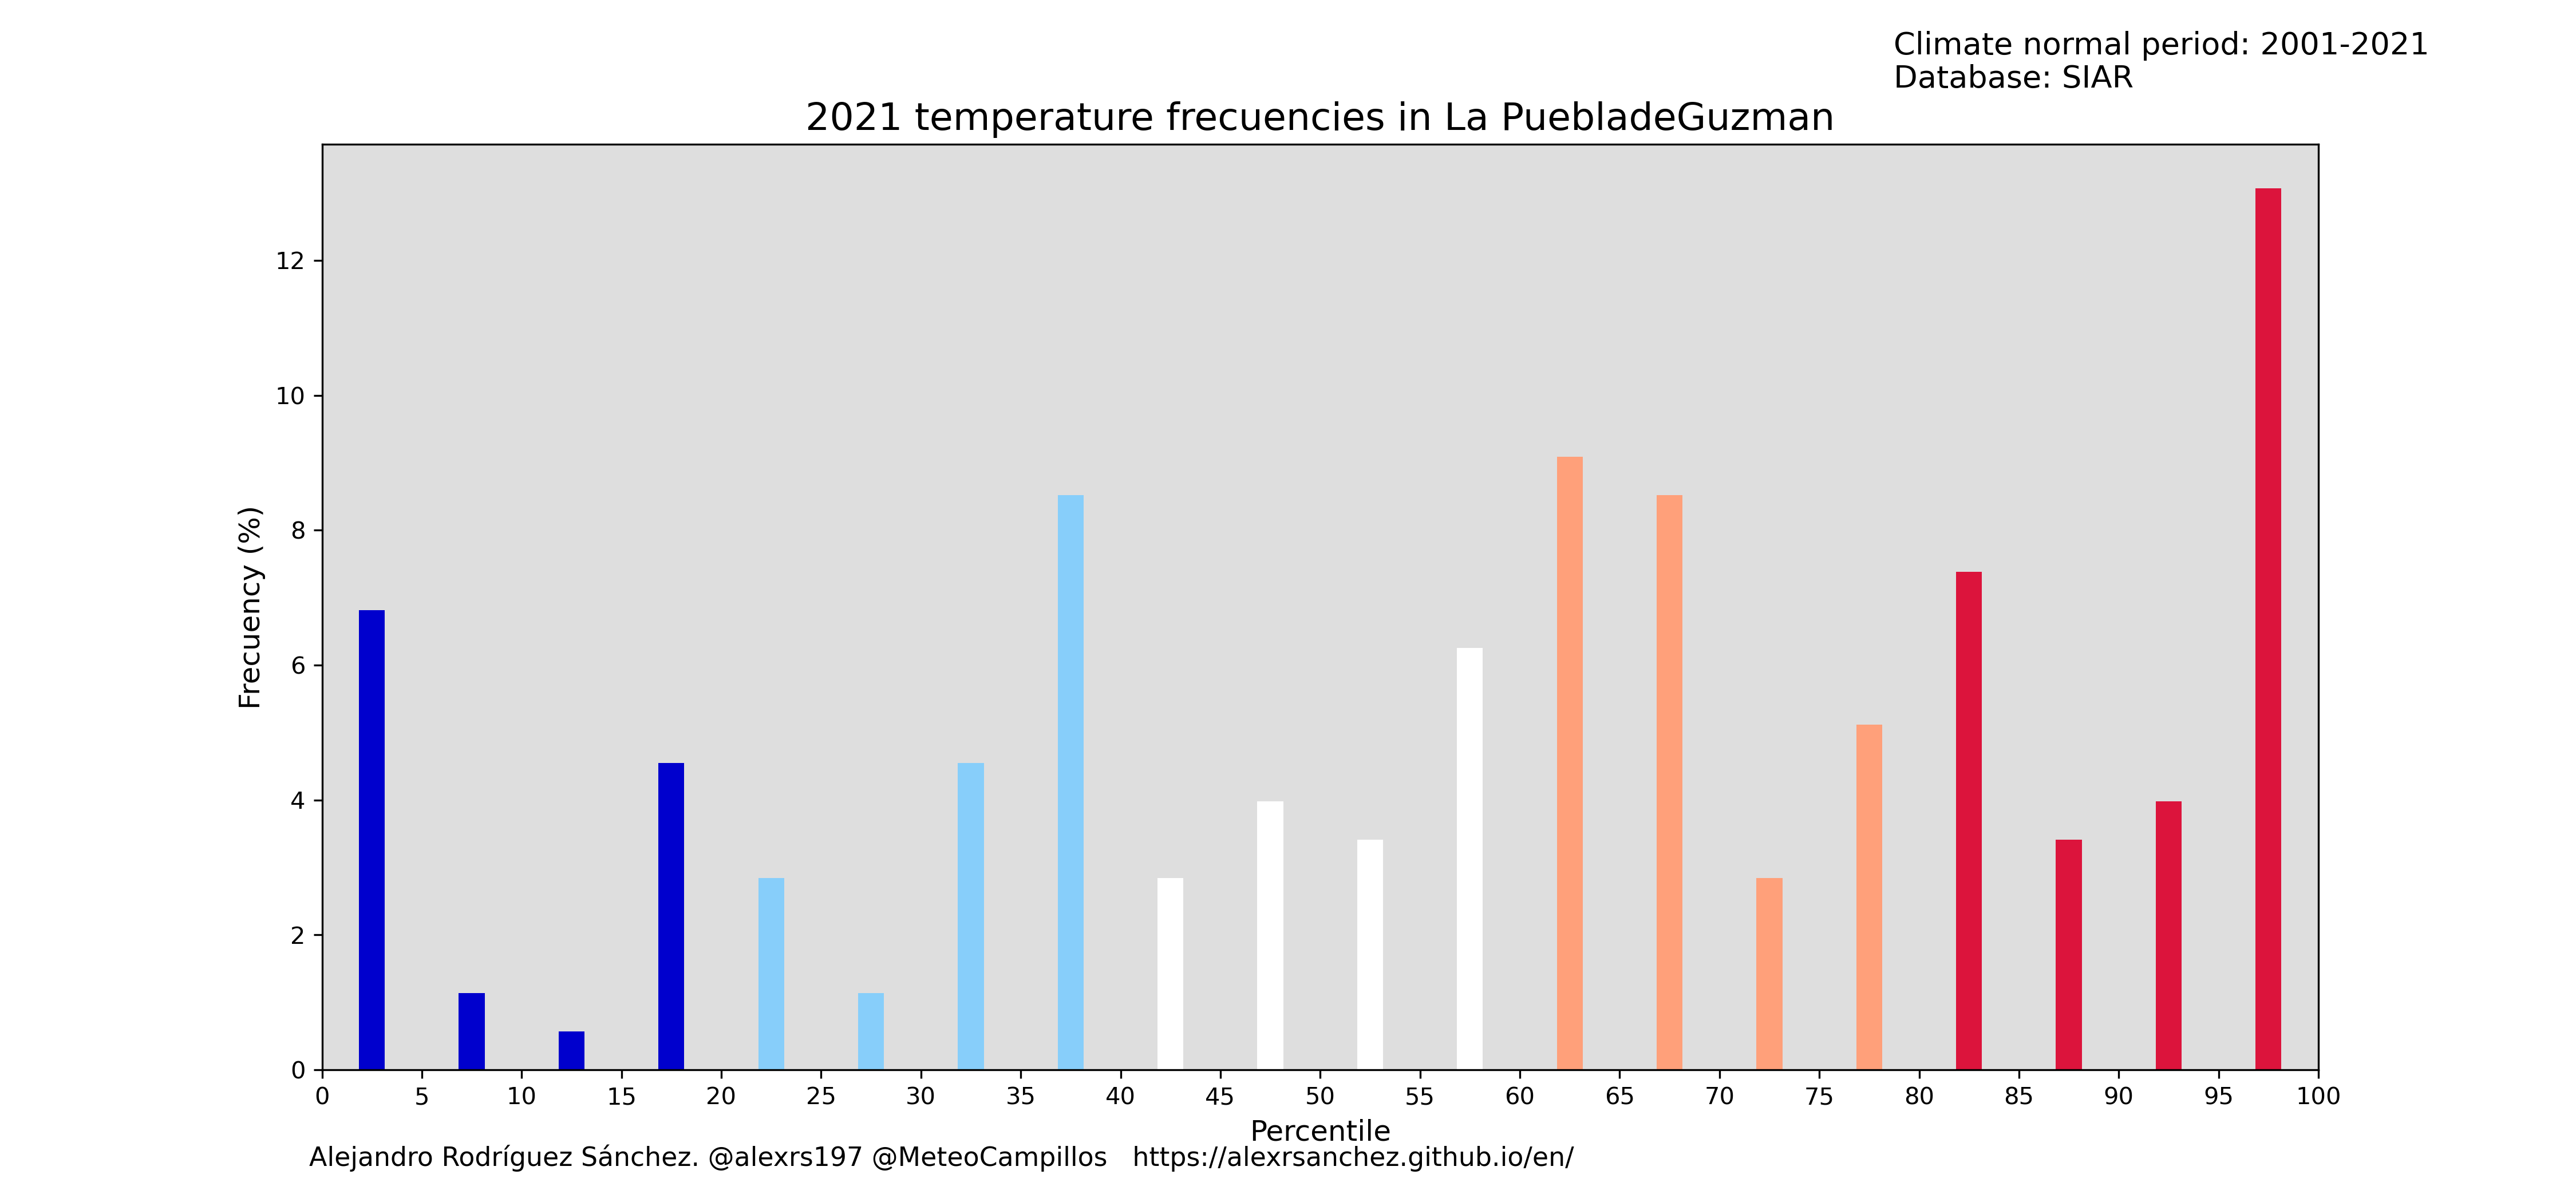 Climate normal period: 2001-2021
Database: SIAR
2021 temperature frecuencies in La PuebladeGuzman
12
10
8
6
4
2
0
Frecuency (%)
0 5 10 15 20 25 30 35 40 45 50 55 60 65 70 75 80 85 90 95 100
Percentile
Alejandro Rodríguez Sánchez. @alexrs197 @MeteoCampillos https://alexrsanchez.github.io/en/